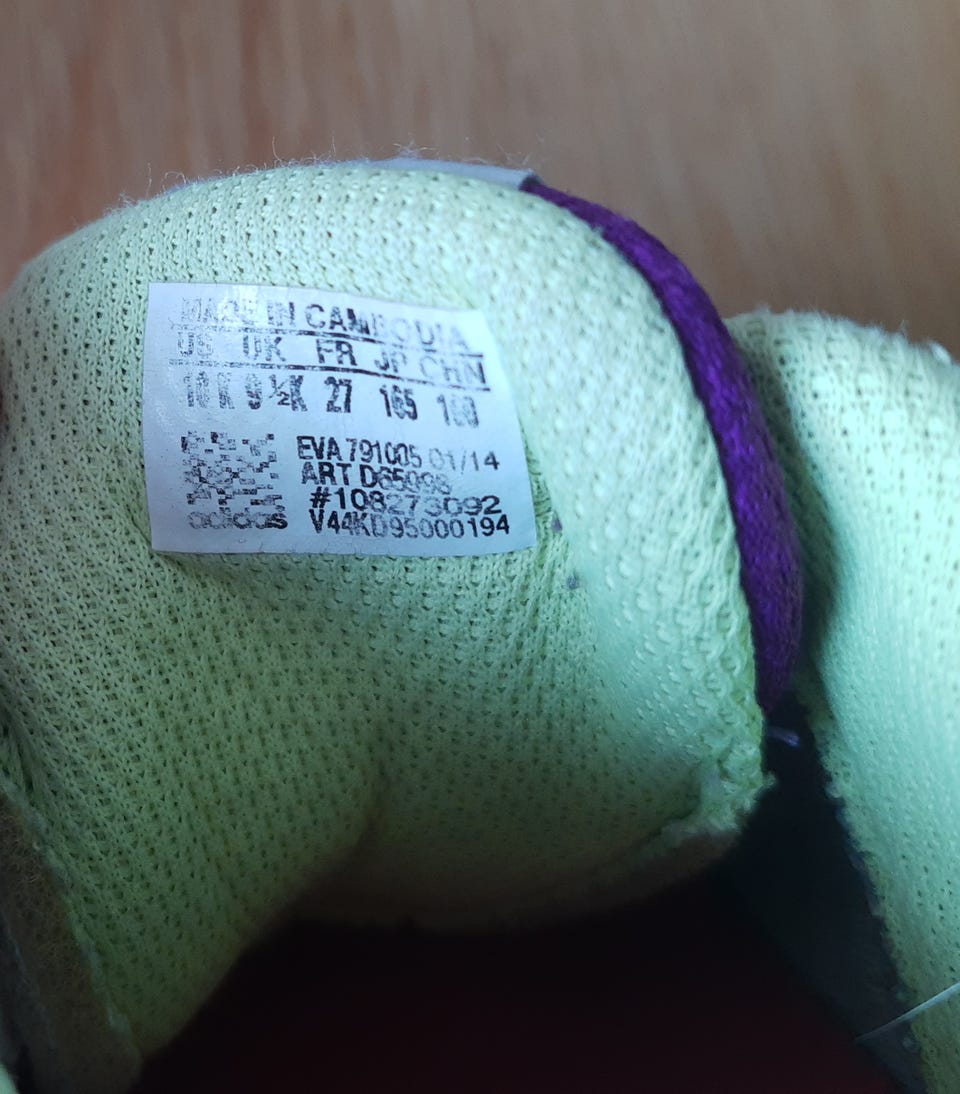 MADE IN CAMBODIA
US UK FR JP CHN
10K 9½K 27 165 160
EVA 791005 01/14
ART D65098
#108273092
V44KD95000194
adidas